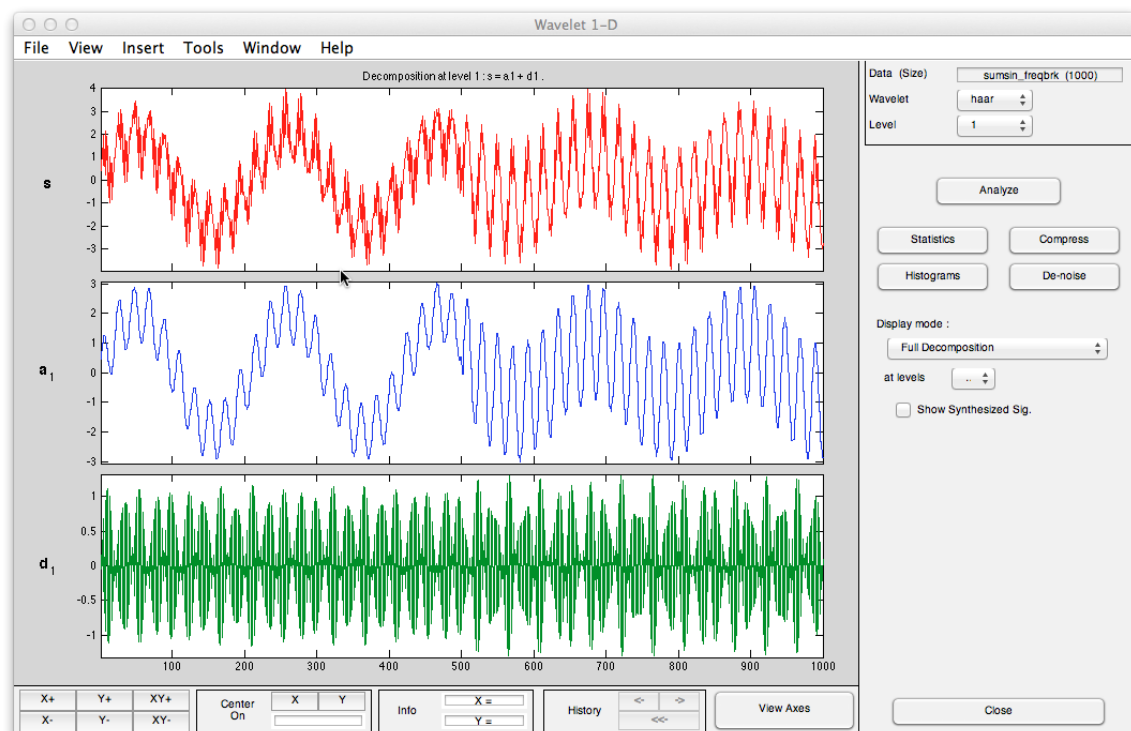 Wavelet 1-D
File View Insert Tools Window Help
Decomposition at level 1 : s = a1 + d1 .
s
4
3
2
1
0
-1
-2
-3
a1
3
2
1
0
-1
-2
-3
d1
1
0.5
0
-0.5
-1
100 200 300 400 500 600 700 800 900 1000
Data (Size) sumsin_freqbrk (1000)
Wavelet haar
Level 1
Analyze
Statistics Compress
Histograms De-noise
Display mode :
Full Decomposition
at levels ..
Show Synthesized Sig.
X+ Y+ XY+
X- Y- XY-
Center On
X Y
Info
X =
Y =
History
<- ->
<<-
View Axes
Close